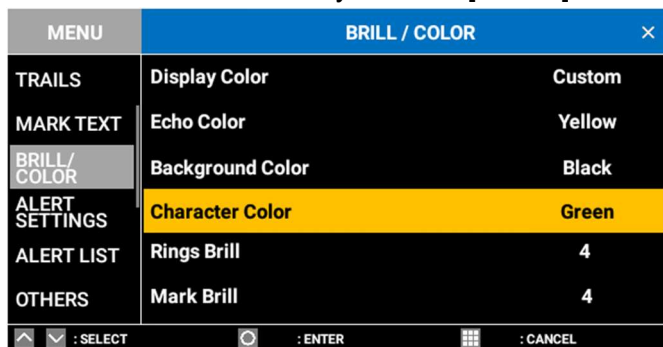 MENU
BRILL / COLOR ×
TRAILS
MARK TEXT
BRILL/
COLOR
ALERT
SETTINGS
ALERT LIST
OTHERS
Display Color Custom
Echo Color Yellow
Background Color Black
Character Color Green
Rings Brill 4
Mark Brill 4
: SELECT : ENTER : CANCEL